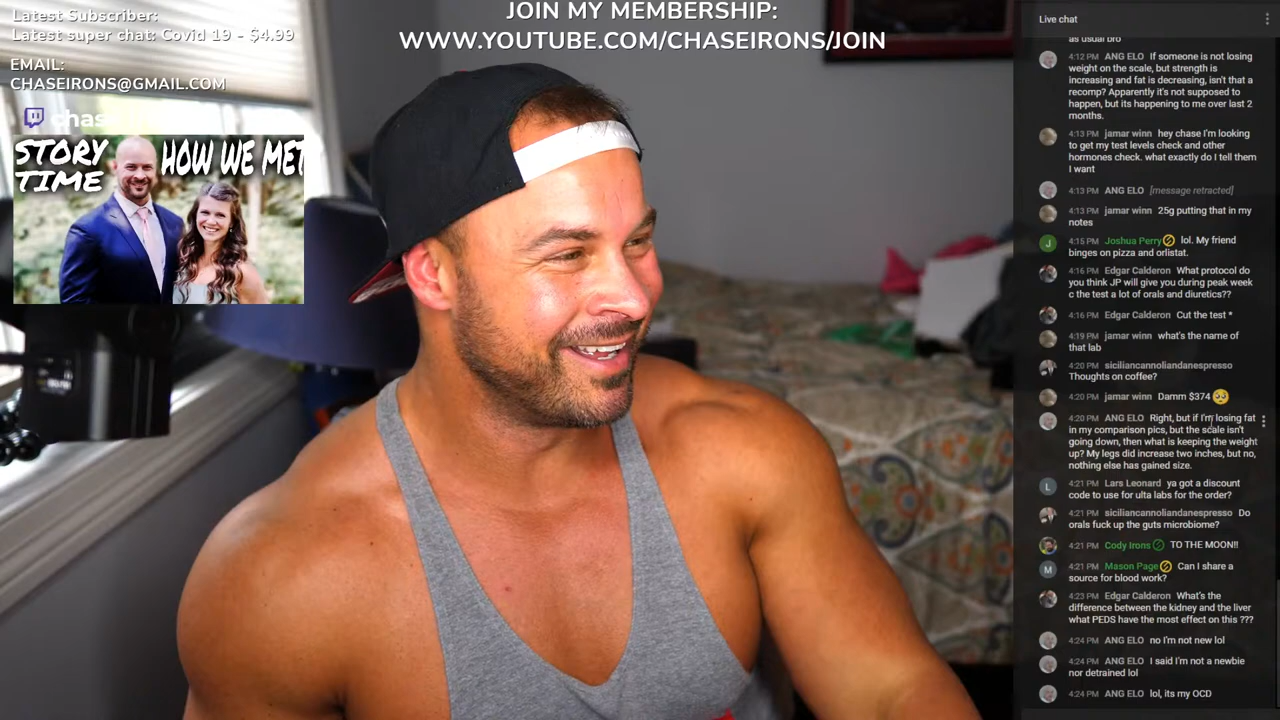 Latest Subscriber:
Latest super chat: Covid 19 - $4.99
EMAIL:
CHASEIRONS@GMAIL.COM
chase
STORY TIME
HOW WE MET
JOIN MY MEMBERSHIP:
WWW.YOUTUBE.COM/CHASEIRONS/JOIN
Live chat
as usual bro
4:12 PM ANG ELO If someone is not losing
weight on the scale, but strength is
increasing and fat is decreasing, isn't that a
recomp? Apparently it's not supposed to
happen, but its happening to me over last 2
months.
4:13 PM jamar winn hey chase I'm looking
to get my test levels check and other
hormones check. what exactly do I tell them
I want
4:13 PM ANG ELO [message retracted]
4:13 PM jamar winn 25g putting that in my
notes
J
4:15 PM Joshua Perry lol. My friend
binges on pizza and orlistat.
4:16 PM Edgar Calderon What protocol do
you think JP will give you during peak week
c the test a lot of orals and diuretics??
4:16 PM Edgar Calderon Cut the test *
4:19 PM jamar winn what's the name of
that lab
4:20 PM siciliancannoliandanespresso
Thoughts on coffee?
4:20 PM jamar winn Damm $374 🥺
4:20 PM ANG ELO Right, but if I'm losing fat
in my comparison pics, but the scale isn't
going down, then what is keeping the weight
up? My legs did increase two inches, but no,
nothing else has gained size.
L
4:21 PM Lars Leonard ya got a discount
code to use for ulta labs for the order?
4:21 PM siciliancannoliandanespresso Do
orals fuck up the guts microbiome?
4:21 PM Cody Irons TO THE MOON!!
M
4:21 PM Mason Page Can I share a
source for blood work?
4:23 PM Edgar Calderon What's the
difference between the kidney and the liver
what PEDS have the most effect on this ???
4:24 PM ANG ELO no I'm not new lol
4:24 PM ANG ELO I said I'm not a newbie
nor detrained lol
4:24 PM ANG ELO lol, its my OCD